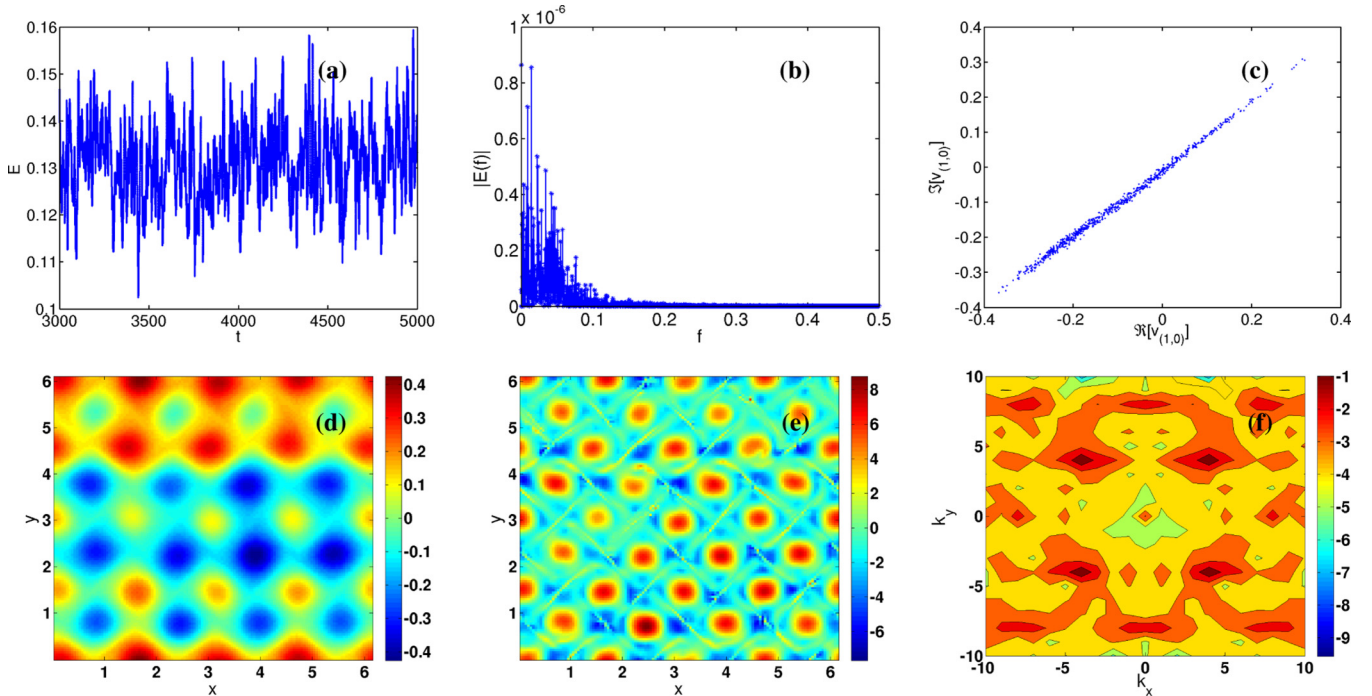 0.16
0.15
0.14
0.13
0.12
0.11
0.1
3000 3500 4000 4500 5000
E
t
(a)
x 10^-6
1
0.8
0.6
0.4
0.2
0
0 0.1 0.2 0.3 0.4 0.5
|E(f)|
f
(b)
0.4
0.3
0.2
0.1
0
-0.1
-0.2
-0.3
-0.4
-0.4 -0.2 0 0.2 0.4
ℑ[v(1,0)]
ℜ[v(1,0)]
(c)
6
5
4
3
2
1
1 2 3 4 5 6
y
x
(d)
0.4
0.3
0.2
0.1
0
-0.1
-0.2
-0.3
-0.4
6
5
4
3
2
1
1 2 3 4 5 6
y
x
(e)
8
6
4
2
0
-2
-4
-6
10
5
0
-5
-10
-10 -5 0 5 10
k_y
k_x
(f)
-1
-2
-3
-4
-5
-6
-7
-8
-9